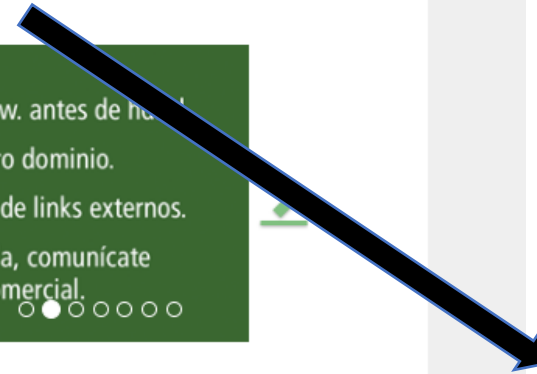 w. antes de
o dominio.
de links externos.
a, comunícate
mercial.